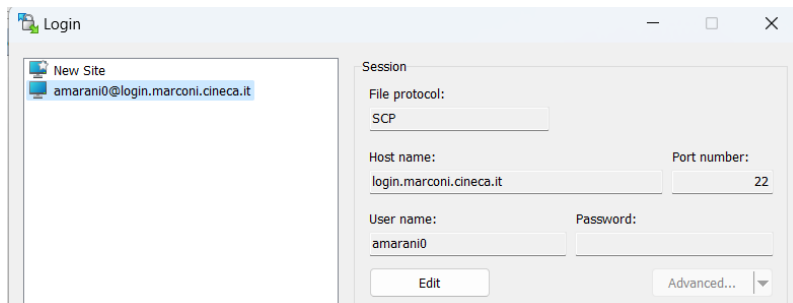 Login
New Site
amarani0@login.marconi.cineca.it
Session
File protocol:
SCP
Host name:
Port number:
login.marconi.cineca.it
22
User name:
Password:
amarani0
Edit
Advanced...